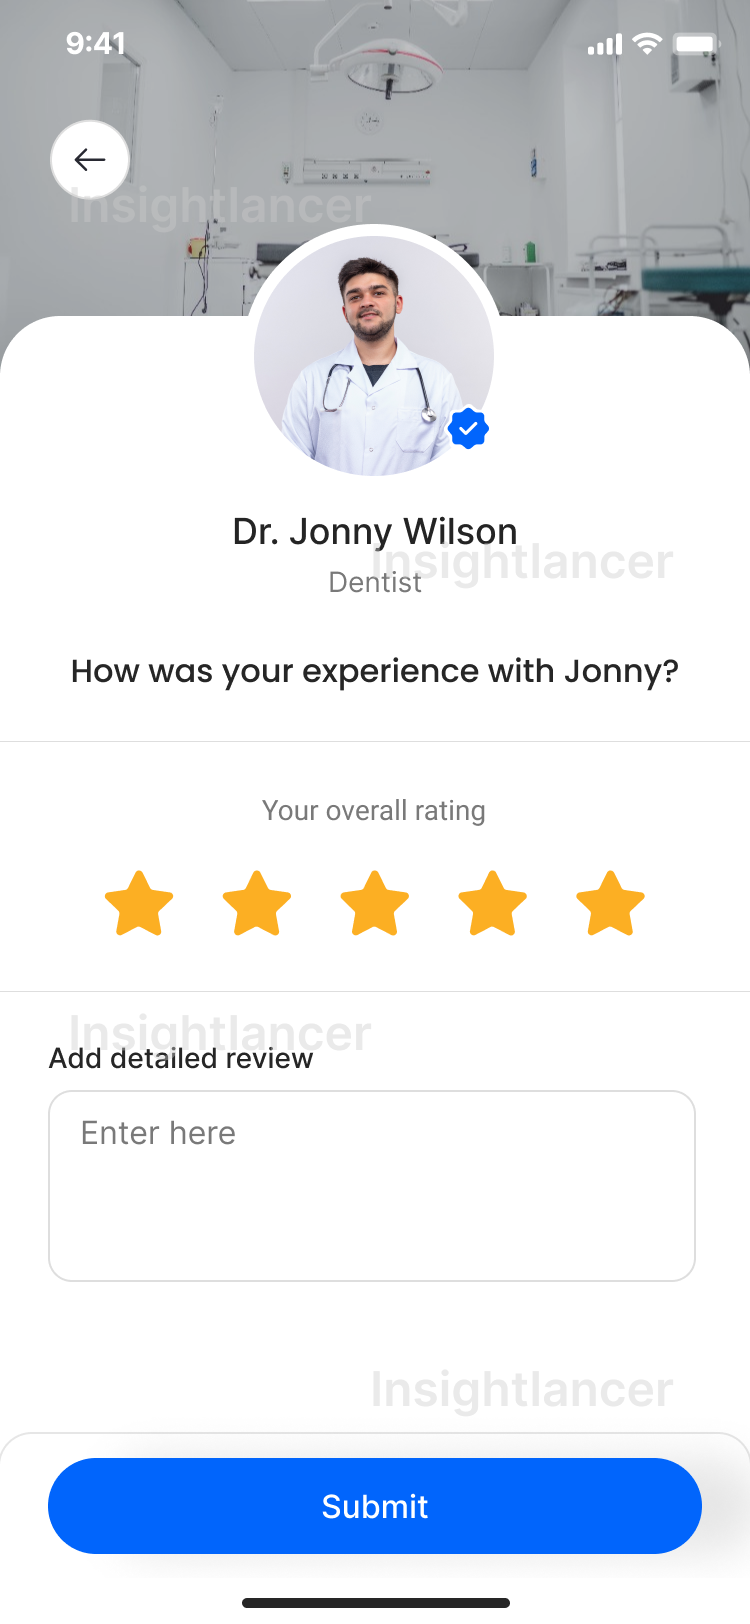 9:41
Insightlancer
Dr. Jonny Wilson
Insightlancer
Dentist
How was your experience with Jonny?
Your overall rating
Insightlancer
Add detailed review
Enter here
Insightlancer
Submit